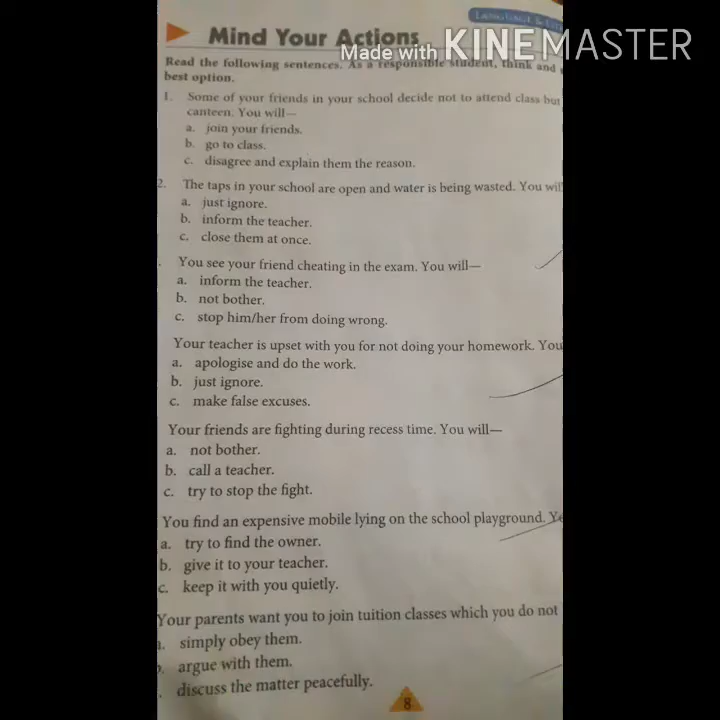 Mind Your Actions
Made with KINEMASTER
Read the following sentences. As a responsible student, think and
best option.
1. Some of your friends in your school decide not to attend class but
canteen. You will—
a. join your friends.
b. go to class.
c. disagree and explain them the reason.
2. The taps in your school are open and water is being wasted. You will
a. just ignore.
b. inform the teacher.
c. close them at once.
. You see your friend cheating in the exam. You will—
a. inform the teacher.
b. not bother.
c. stop him/her from doing wrong.
Your teacher is upset with you for not doing your homework. You
a. apologise and do the work.
b. just ignore.
c. make false excuses.
Your friends are fighting during recess time. You will—
a. not bother.
b. call a teacher.
c. try to stop the fight.
You find an expensive mobile lying on the school playground.
a. try to find the owner.
b. give it to your teacher.
c. keep it with you quietly.
Your parents want you to join tuition classes which you do not
simply obey them.
argue with them.
. discuss the matter peacefully.
8